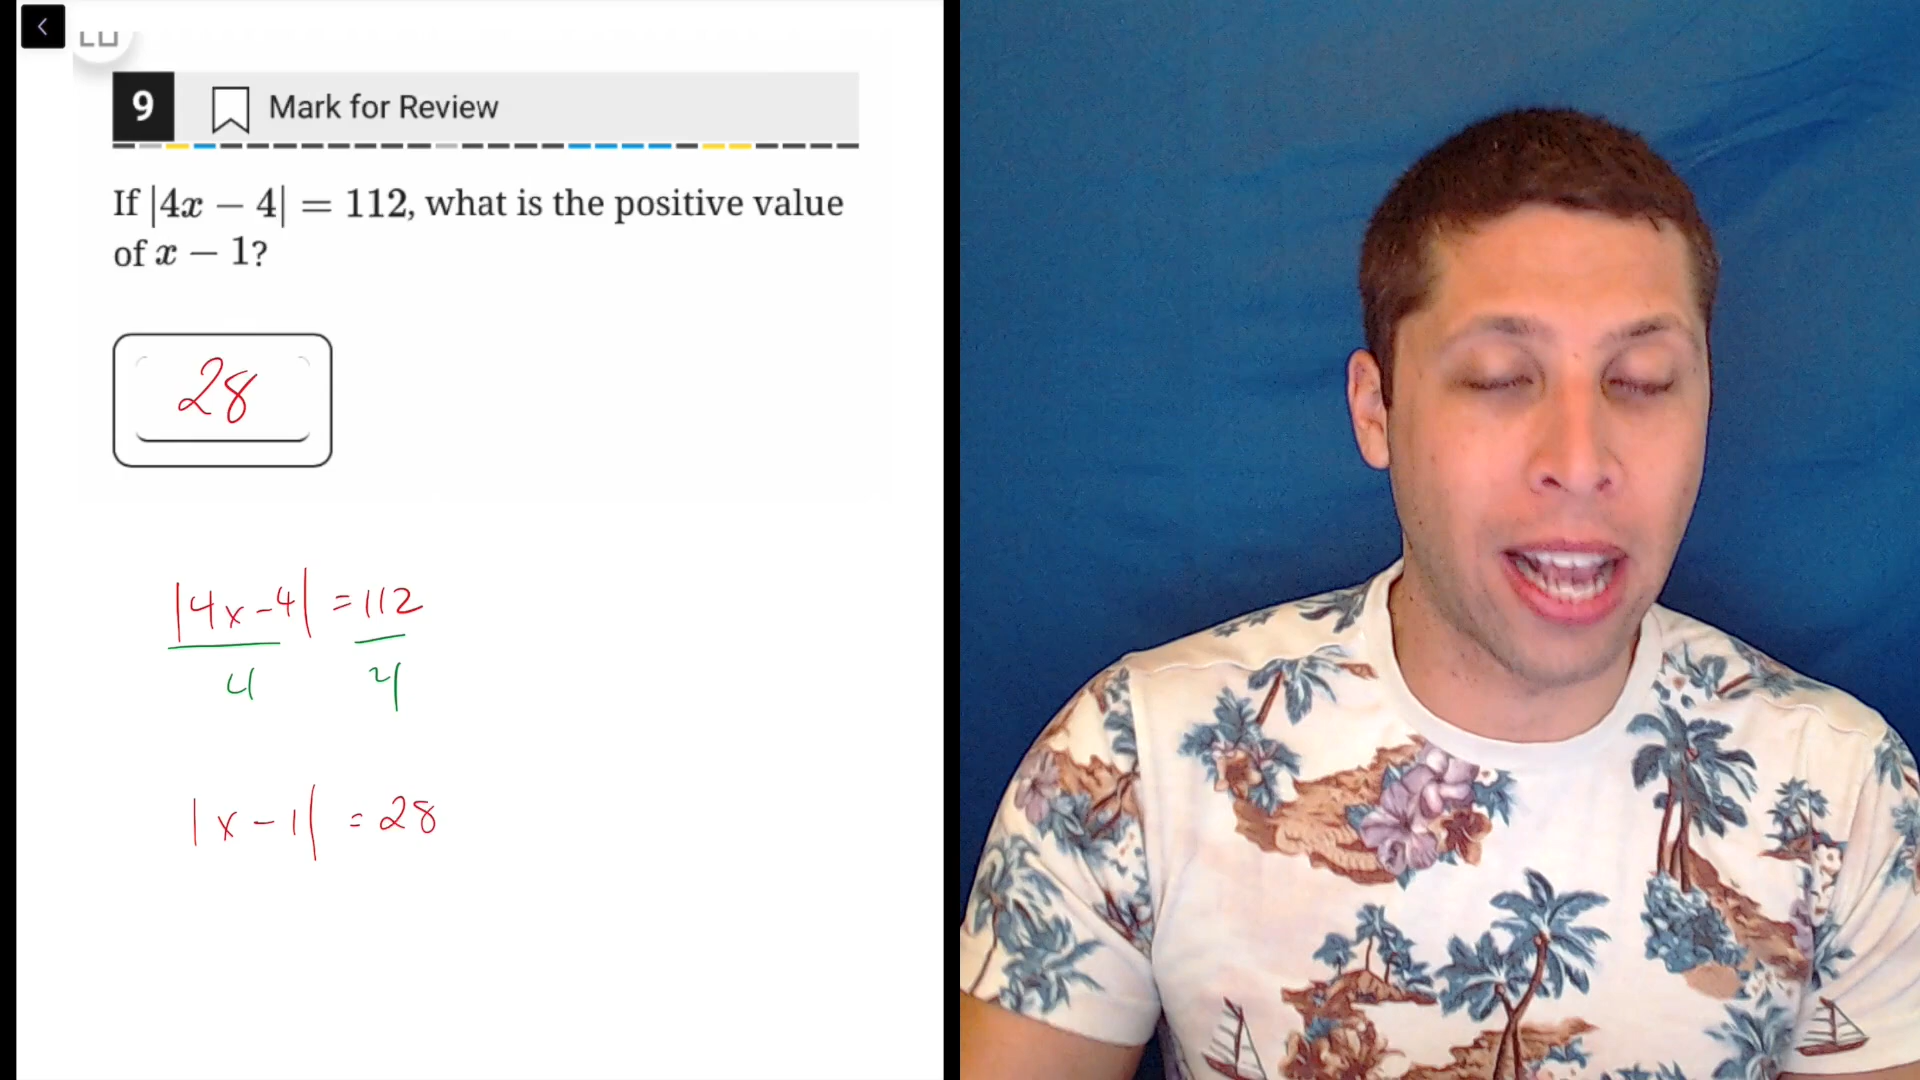 9 Mark for Review
If |4x − 4| = 112, what is the positive value
of x − 1?
28
|4x-4| = 112
4 4
|x-1| = 28